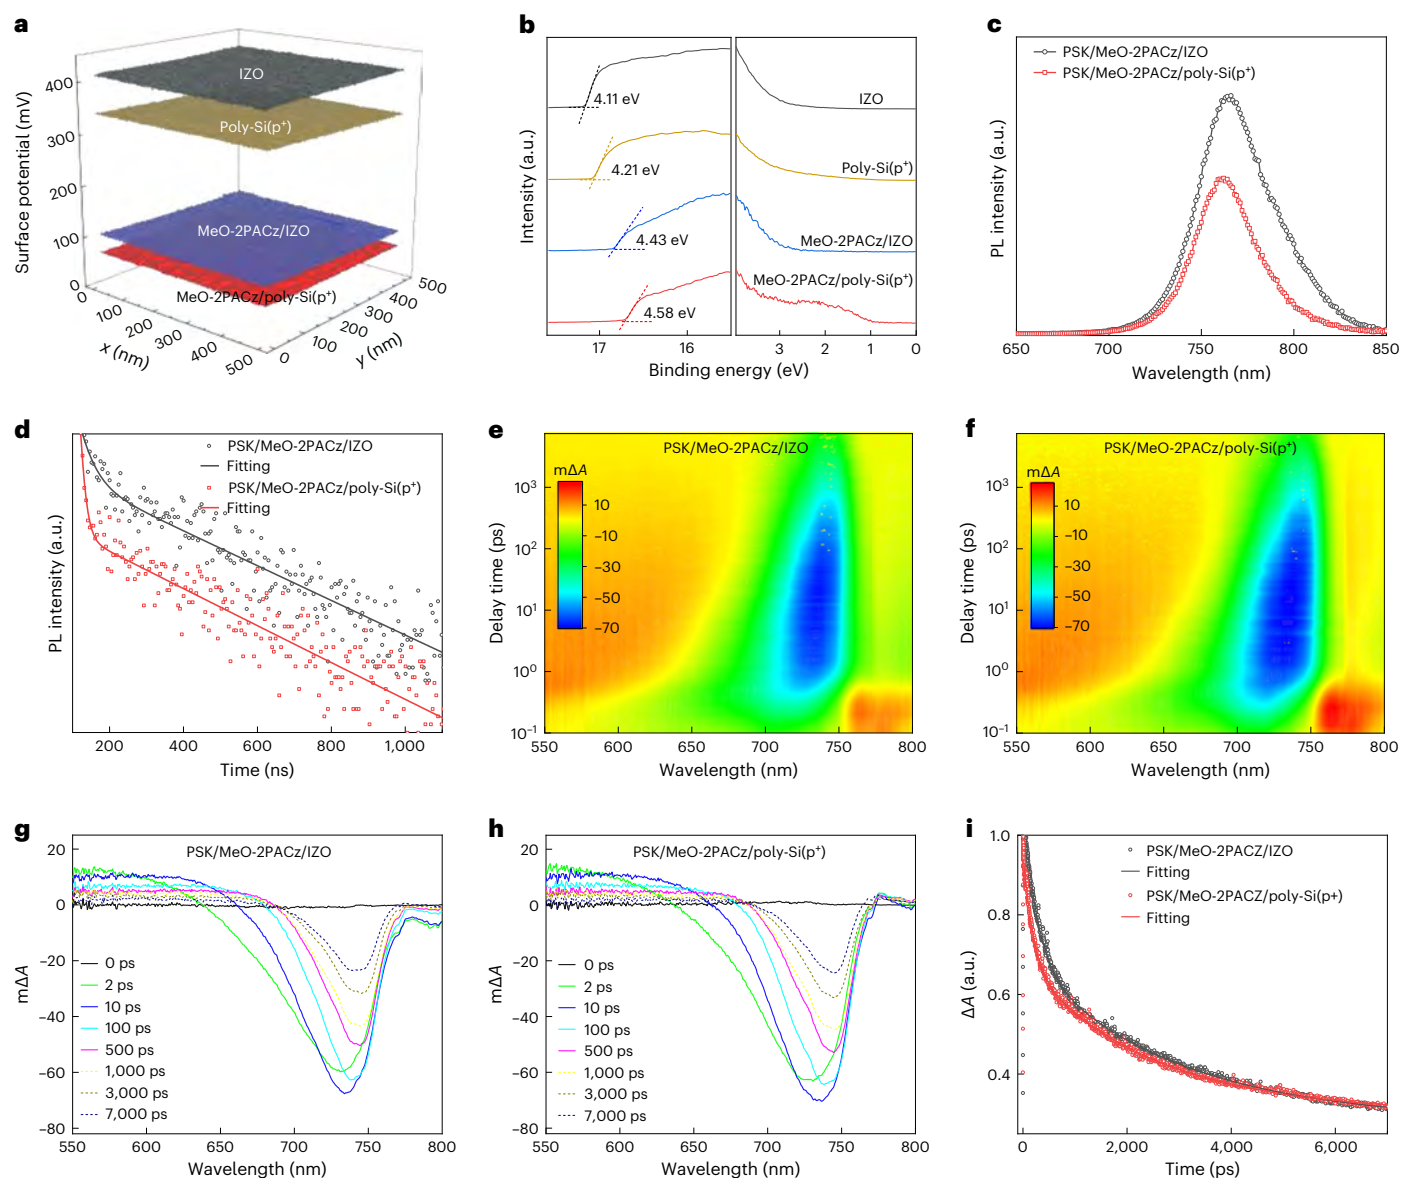 a
Surface potential (mV)
400
300
200
100
0
IZO
Poly-Si(p⁺)
MeO-2PACz/IZO
MeO-2PACz/poly-Si(p⁺)
0
100
200
300
400
500
x (nm)
0
100
200
300
400
500
y (nm)
b
Intensity (a.u.)
4.11 eV
IZO
4.21 eV
Poly-Si(p⁺)
4.43 eV
MeO-2PACz/IZO
4.58 eV
MeO-2PACz/poly-Si(p⁺)
17 16 3 2 1 0
Binding energy (eV)
c
PL intensity (a.u.)
PSK/MeO-2PACz/IZO
PSK/MeO-2PACz/poly-Si(p⁺)
650 700 750 800 850
Wavelength (nm)
d
PL intensity (a.u.)
PSK/MeO-2PACz/IZO
Fitting
PSK/MeO-2PACz/poly-Si(p⁺)
Fitting
200 400 600 800 1,000
Time (ns)
e
Delay time (ps)
PSK/MeO-2PACz/IZO
mΔA
10
−10
−30
−50
−70
10³
10²
10¹
10⁰
10⁻¹
550 600 650 700 750 800
Wavelength (nm)
f
Delay time (ps)
PSK/MeO-2PACz/poly-Si(p⁺)
mΔA
10
−10
−30
−50
−70
10³
10²
10¹
10⁰
10⁻¹
550 600 650 700 750 800
Wavelength (nm)
g
mΔA
20
0
−20
−40
−60
−80
PSK/MeO-2PACz/IZO
0 ps
2 ps
10 ps
100 ps
500 ps
1,000 ps
3,000 ps
7,000 ps
550 600 650 700 750 800
Wavelength (nm)
h
mΔA
20
0
−20
−40
−60
−80
PSK/MeO-2PACz/poly-Si(p⁺)
0 ps
2 ps
10 ps
100 ps
500 ps
1,000 ps
3,000 ps
7,000 ps
550 600 650 700 750 800
Wavelength (nm)
i
ΔA (a.u.)
1.0
0.8
0.6
0.4
PSK/MeO-2PACZ/IZO
Fitting
PSK/MeO-2PACZ/poly-Si(p+)
Fitting
0 2,000 4,000 6,000
Time (ps)